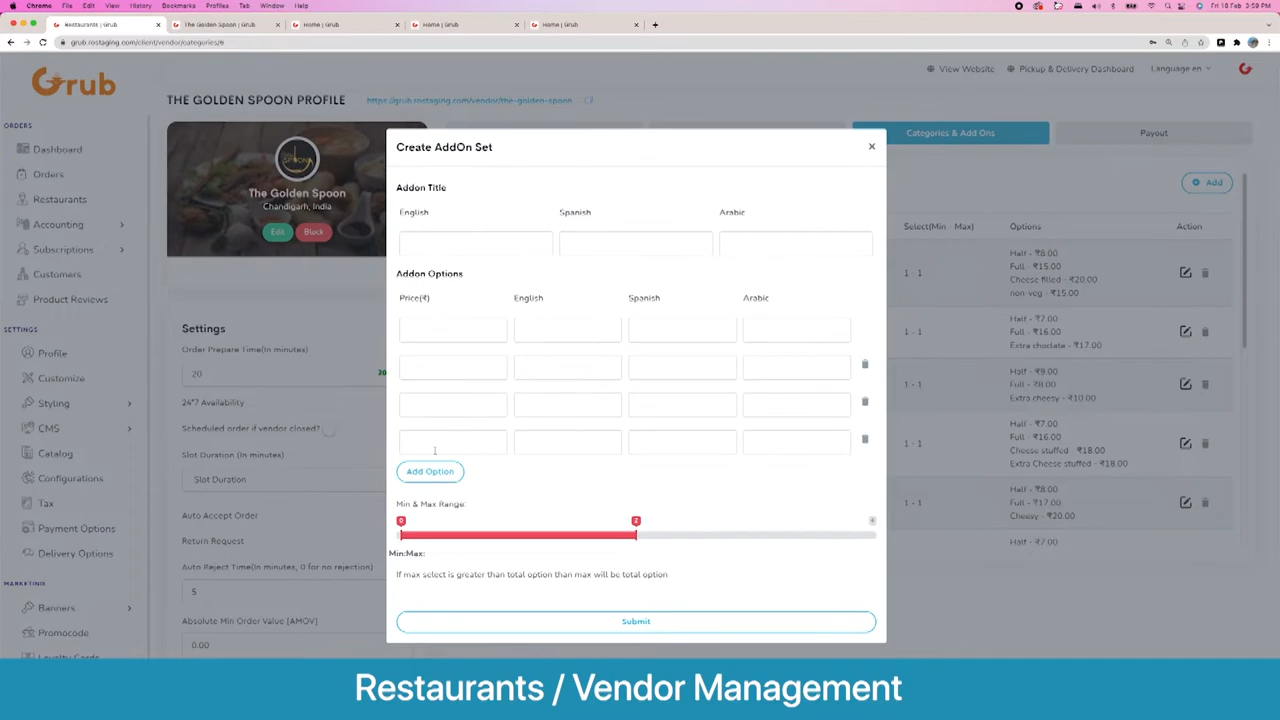 Chrome File Edit View History Bookmarks Profiles Tab Window Help
Fri 18 Feb 3:59 PM
Restaurants | Grub
The Golden Spoon | Grub
Home | Grub
Home | Grub
Home | Grub
grub.rostaging.com/client/vendor/categories/6
Grub
View Website
Pickup & Delivery Dashboard
Language en
ORDERS
Dashboard
Orders
Restaurants
Accounting
Subscriptions
Customers
Product Reviews
SETTINGS
Profile
Customize
Styling
CMS
Catalog
Configurations
Tax
Payment Options
Delivery Options
MARKETING
Banners
Promocode
Loyalty Cards
THE GOLDEN SPOON PROFILE
https://grub.rostaging.com/vendor/the-golden-spoon
SPOON
The Golden Spoon
Chandigarh, India
Edit
Block
Settings
Order Prepare Time(In minutes)
20
24*7 Availability
Scheduled order if vendor closed?
Slot Duration (In minutes)
Slot Duration
Auto Accept Order
Return Request
Auto Reject Time(In minutes, 0 for no rejection)
5
Absolute Min Order Value [AMOV]
0.00
Create AddOn Set
×
Addon Title
English Spanish Arabic
Addon Options
Price(₹) English Spanish Arabic
Add Option
Min & Max Range:
0 2 4
Min:Max:
If max select is greater than total option than max will be total option
Submit
Categories & Add Ons
Payout
Add
Select(Min Max) Options Action
1 - 1
Half - ₹8.00
Full - ₹15.00
Cheese filled - ₹20.00
non-veg - ₹15.00
1 - 1
Half - ₹7.00
Full - ₹16.00
Extra choclate - ₹17.00
1 - 1
Half - ₹9.00
Full - ₹8.00
Extra cheesy - ₹10.00
1 - 1
Half - ₹7.00
Full - ₹16.00
Cheese stuffed - ₹18.00
Extra Cheese stuffed - ₹18.00
1 - 1
Half - ₹8.00
Full - ₹17.00
Cheesy - ₹20.00
Half - ₹7.00
Restaurants / Vendor Management